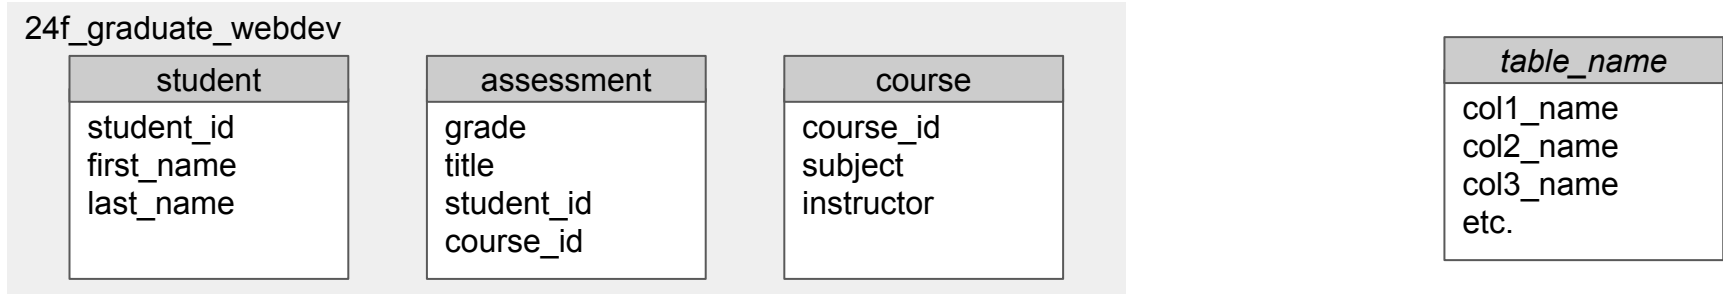 24f_graduate_webdev
student
student_id
first_name
last_name
assessment
grade
title
student_id
course_id
course
course_id
subject
instructor
table_name
col1_name
col2_name
col3_name
etc.